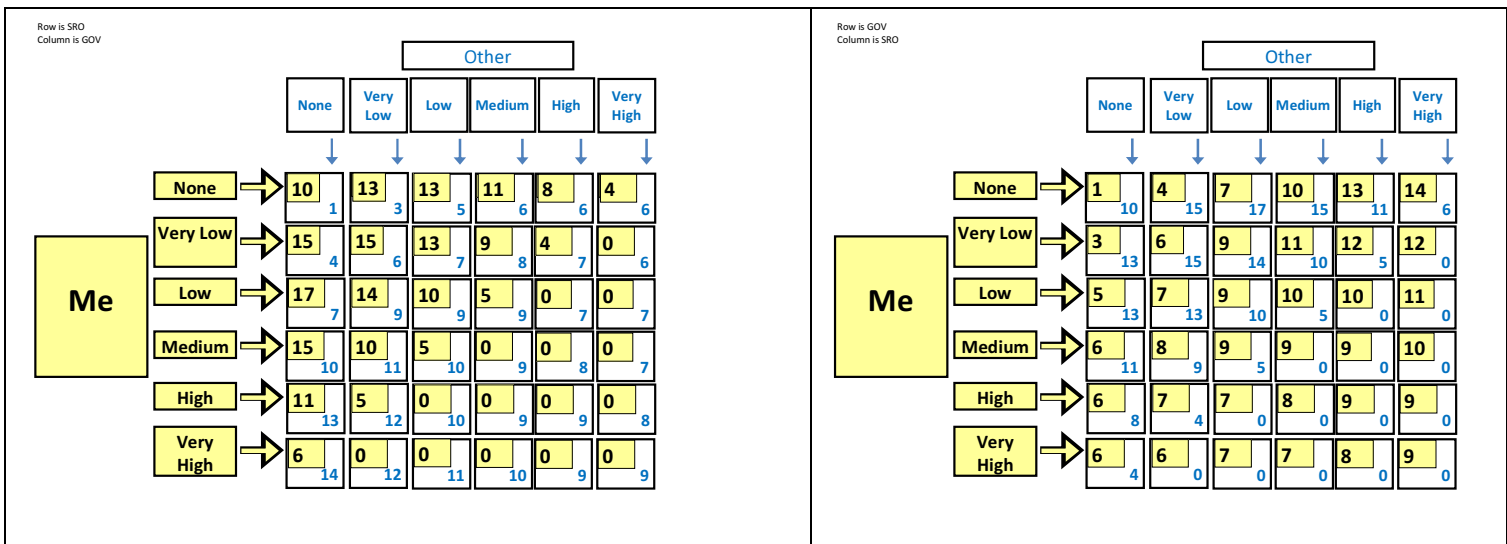 Row is SRO
Column is GOV
Other
None Very Low Low Medium High Very High
None 10 13 13 11 8 4
1 3 5 6 6 6
Very Low 15 15 13 9 4 0
4 6 7 8 7 6
Me
Low 17 14 10 5 0 0
7 9 9 9 7 7
Medium 15 10 5 0 0 0
10 11 10 9 8 7
High 11 5 0 0 0 0
13 12 10 9 9 8
Very High 6 0 0 0 0 0
14 12 11 10 9 9
Row is GOV
Column is SRO
Other
None Very Low Low Medium High Very High
None 1 4 7 10 13 14
10 15 17 15 11 6
Very Low 3 6 9 11 12 12
13 15 14 10 5 0
Me
Low 5 7 9 10 10 11
13 13 10 5 0 0
Medium 6 8 9 9 9 10
11 9 5 0 0 0
High 6 7 7 8 9 9
8 4 0 0 0 0
Very High 6 6 7 7 8 9
4 0 0 0 0 0